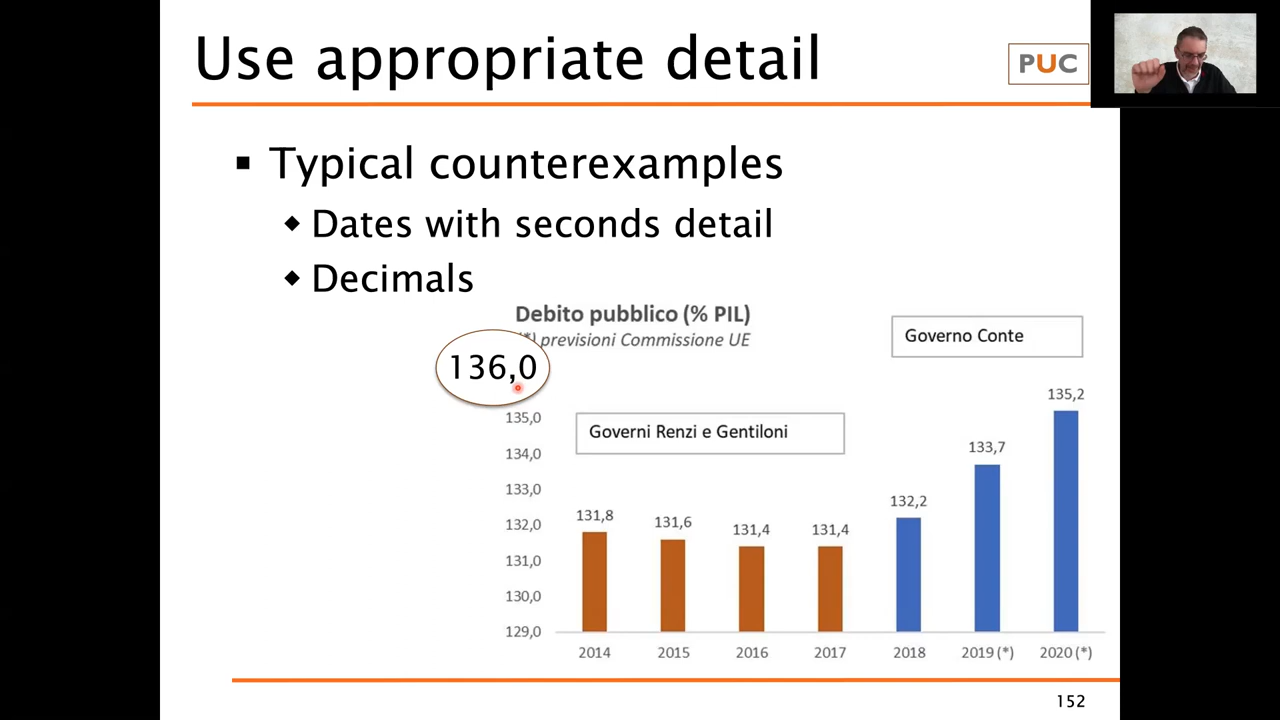 Use appropriate detail
PUC
▪ Typical counterexamples
◆ Dates with seconds detail
◆ Decimals
Debito pubblico (% PIL)
(*) previsioni Commissione UE
Governo Conte
136,0
135,0
134,0
133,0
132,0
131,0
130,0
129,0
Governi Renzi e Gentiloni
131,8
131,6
131,4
131,4
132,2
133,7
135,2
2014 2015 2016 2017 2018 2019 (*) 2020 (*)
152